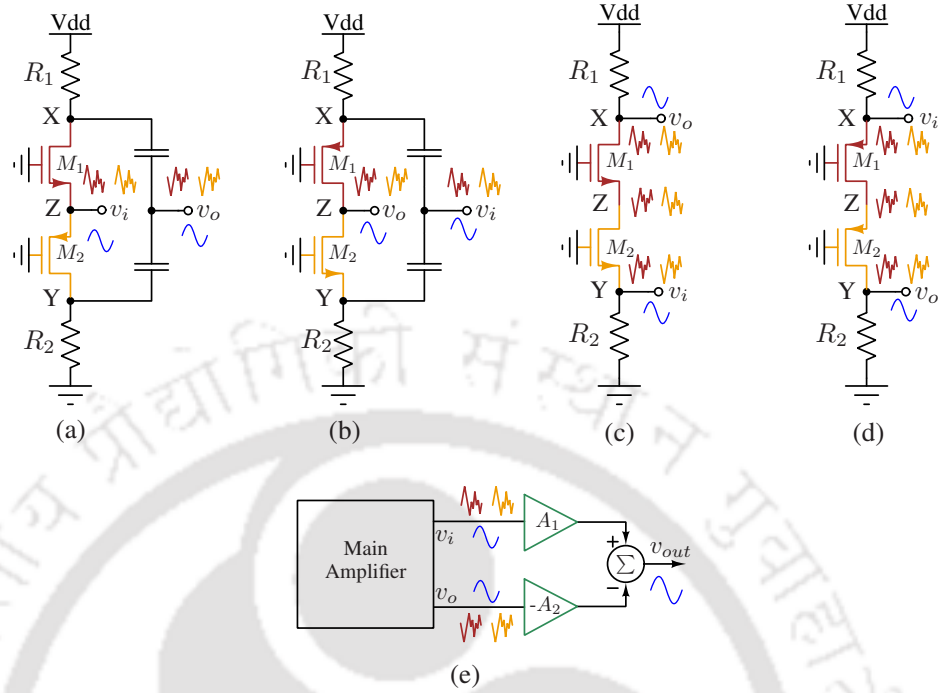 Vdd Vdd Vdd Vdd
R₁ R₁ R₁ R₁
X X X vₒ X vᵢ
M₁ M₁ M₁ M₁
Z vᵢ vₒ Z vₒ vᵢ Z Z
M₂ M₂ M₂ M₂
Y Y Y vᵢ Y vₒ
R₂ R₂ R₂ R₂
(a) (b) (c) (d)
Main Amplifier
vᵢ
vₒ
A₁
-A₂
+
Σ
−
v_out
(e)